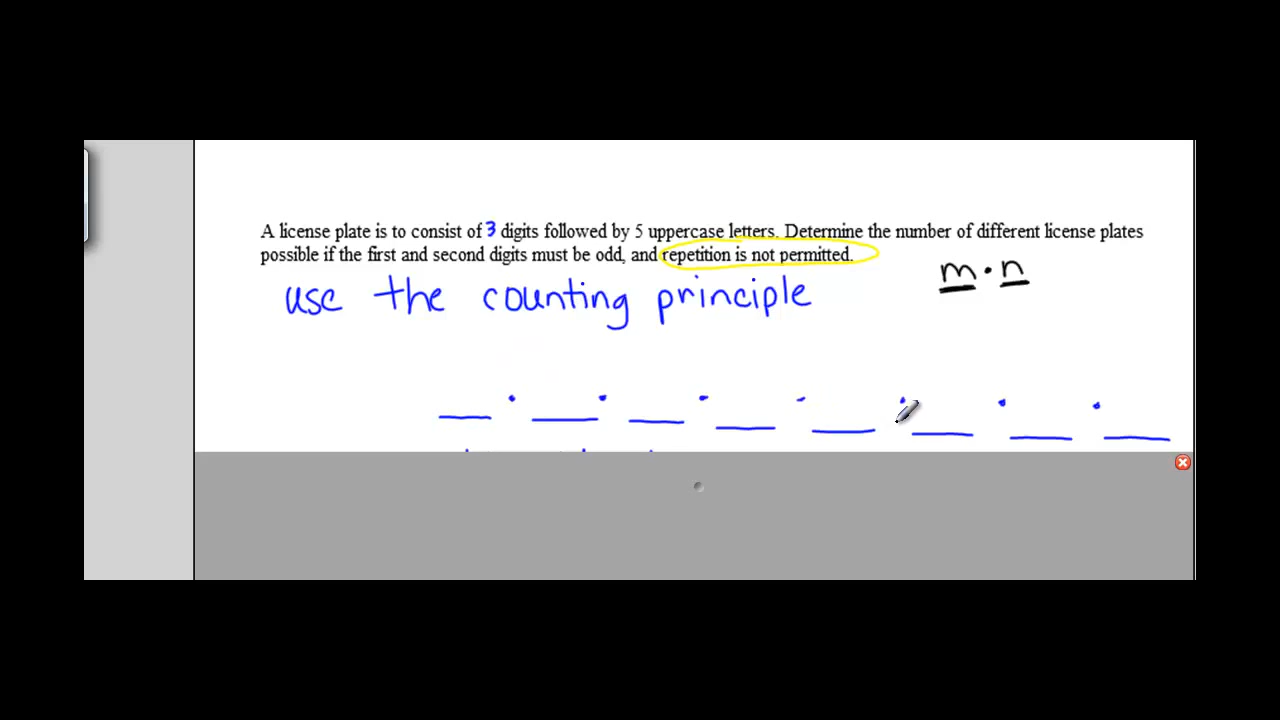 A license plate is to consist of 3 digits followed by 5 uppercase letters. Determine the number of different license plates
possible if the first and second digits must be odd, and repetition is not permitted.
m · n
use the counting principle